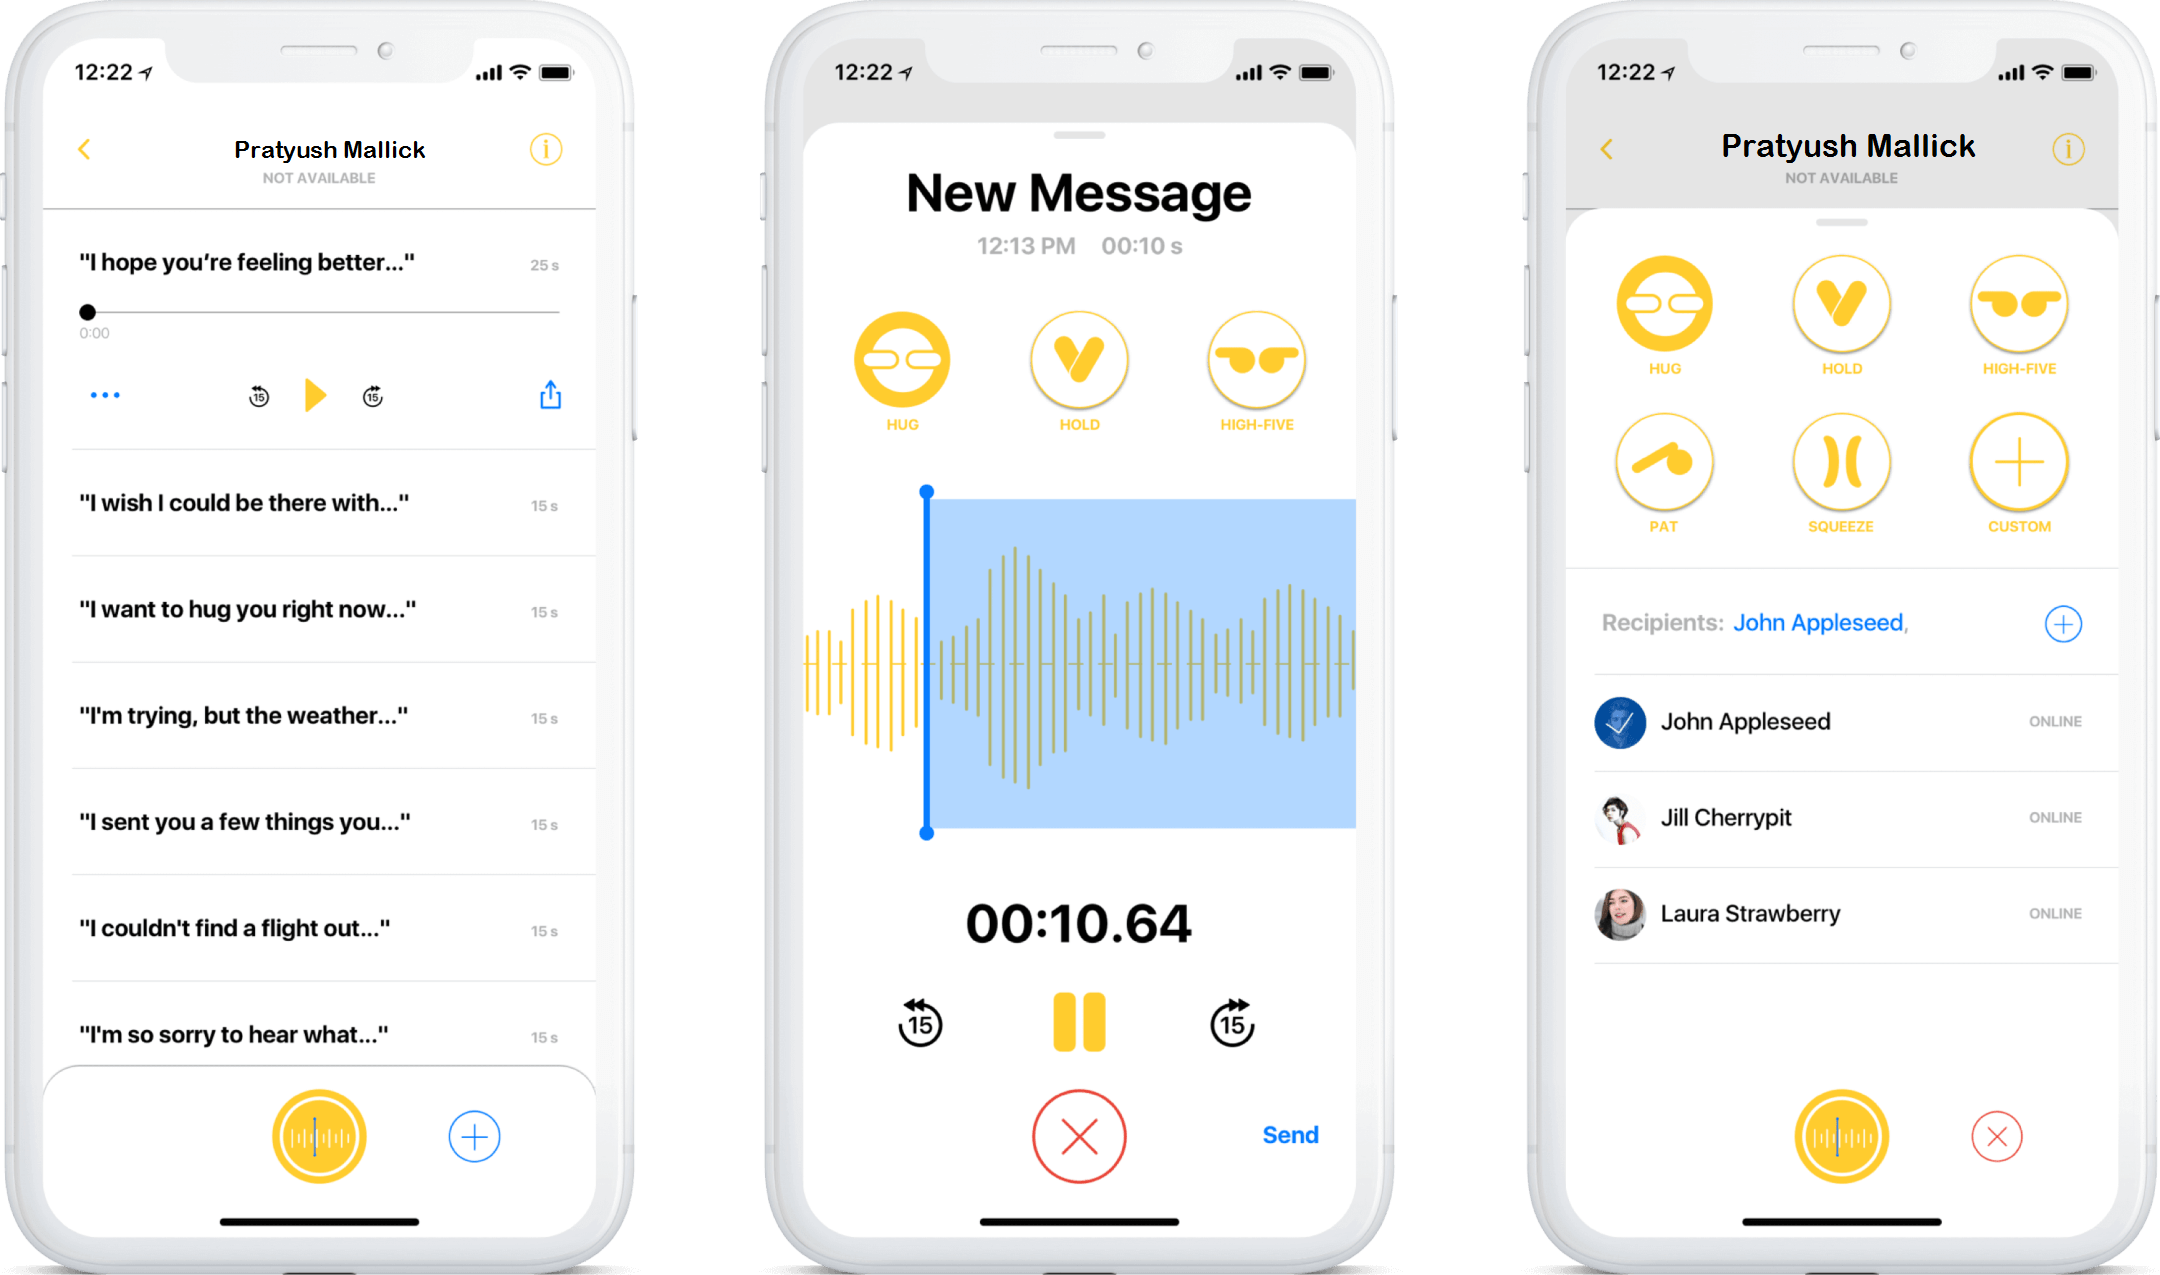 12:22
Pratyush Mallick
NOT AVAILABLE
"I hope you’re feeling better..."
25 s
0:00
15
15
"I wish I could be there with..."
15 s
"I want to hug you right now..."
15 s
"I'm trying, but the weather..."
15 s
"I sent you a few things you..."
15 s
"I couldn't find a flight out..."
15 s
"I'm so sorry to hear what..."
15 s
12:22
New Message
12:13 PM 00:10 s
HUG
HOLD
HIGH-FIVE
00:10.64
15
15
Send
12:22
Pratyush Mallick
NOT AVAILABLE
HUG
HOLD
HIGH-FIVE
PAT
SQUEEZE
CUSTOM
Recipients: John Appleseed,
John Appleseed
ONLINE
Jill Cherrypit
ONLINE
Laura Strawberry
ONLINE